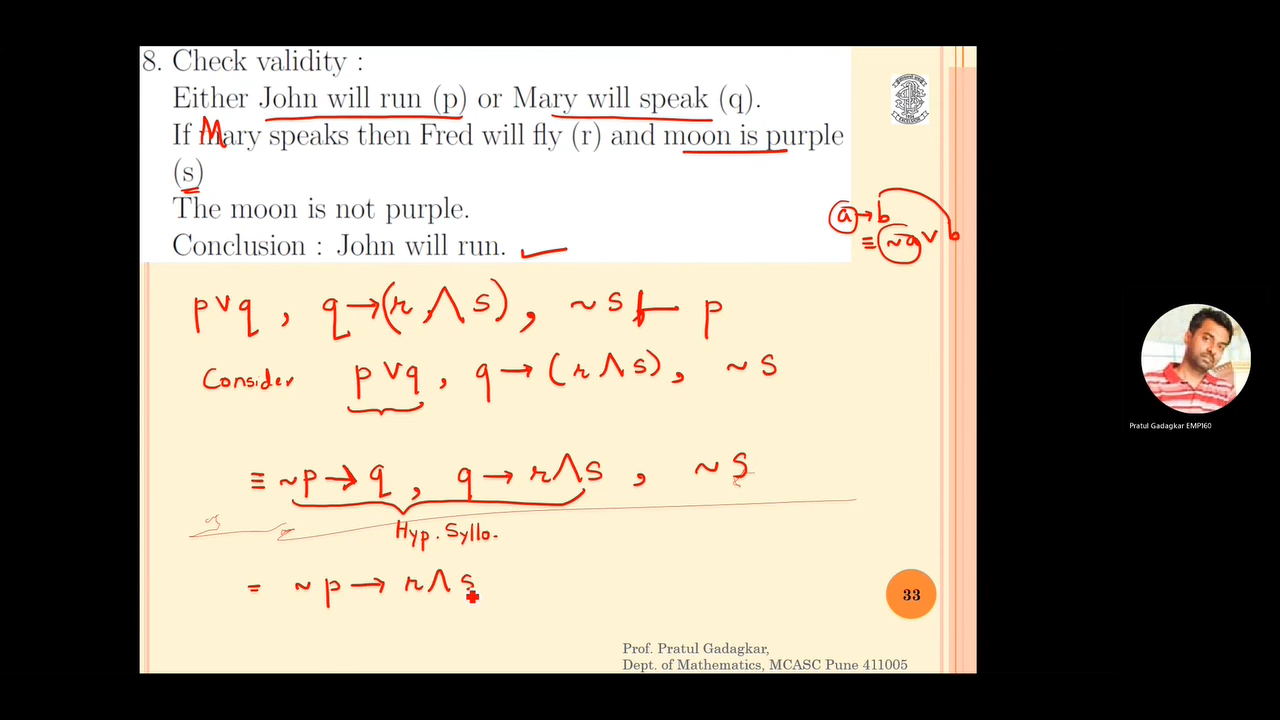 8. Check validity :
Either John will run (p) or Mary will speak (q).
If Mary speaks then Fred will fly (r) and moon is purple
(s)
The moon is not purple.
Conclusion : John will run.
a → b
≡ ~a ∨ b
p ∨ q , q → (r ∧ s) , ~ s ⊢ p
Consider p ∨ q , q → (r ∧ s) , ~ s
≡ ~p → q , q → r ∧ s , ~ s
Hyp. Syllo.
= ~ p → r ∧ s
33
Prof. Pratul Gadagkar,
Dept. of Mathematics, MCASC Pune 411005
Pratul Gadagkar EMP160